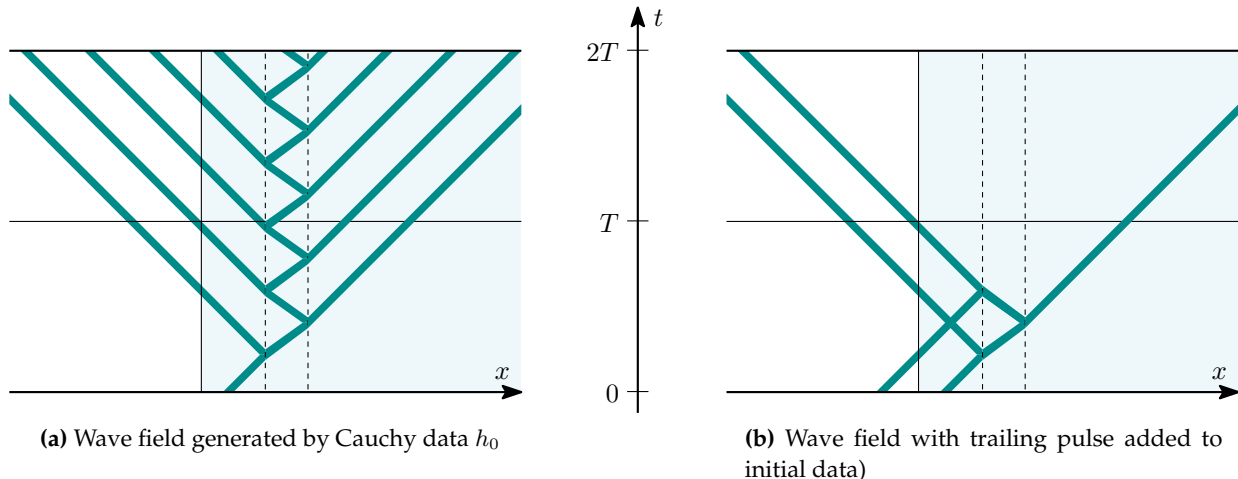 t
2T
T
0
x
x
(a) Wave field generated by Cauchy data h₀
(b) Wave field with trailing pulse added to
initial data)